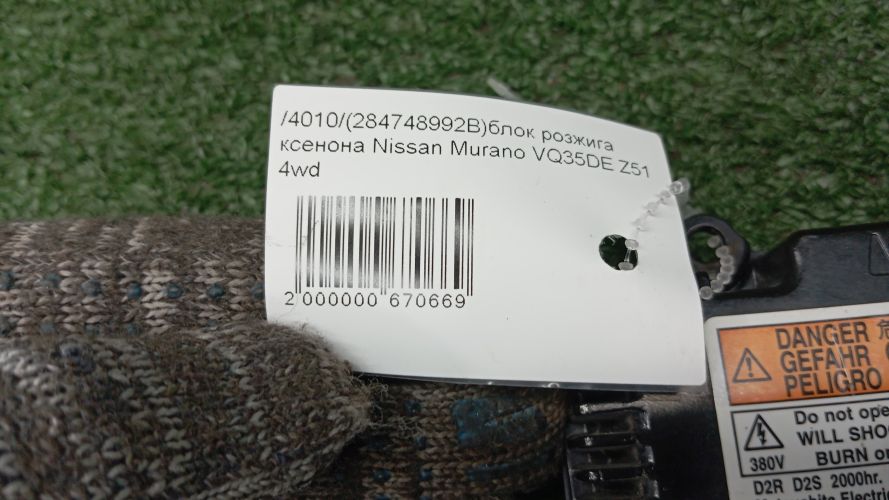 /4010/(284748992B)блок розжига
ксенона Nissan Murano VQ35DE Z51
4wd
2 000000 670669
DANGER
GEFAHR
PELIGRO
Do not ope
WILL SHO
BURN o
380V
D2R D2S 2000hr.